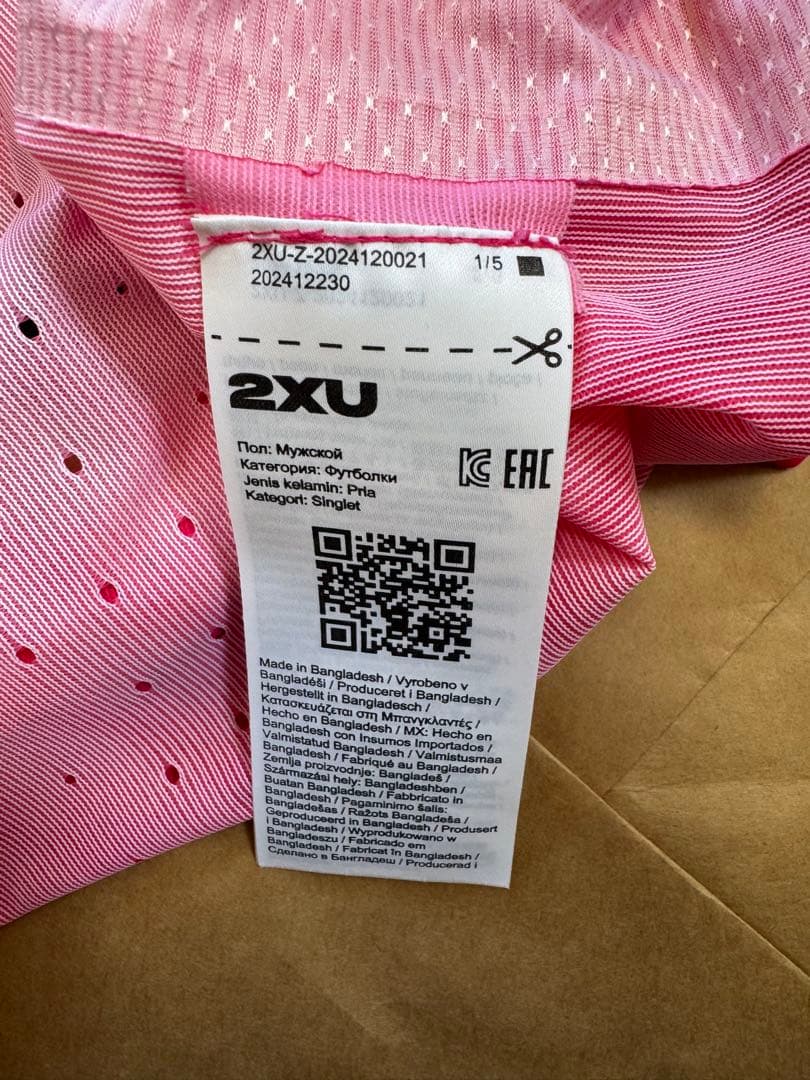 2XU-Z-2024120021 1/5
202412230
2XU
Пол: Мужской
Категория: Футболки
Jenis kelamin: Pria
Kategori: Singlet
EAC
Made in Bangladesh / Vyrobeno v
Bangladéši / Produceret i Bangladesh /
Hergestellt in Bangladesch /
Κατασκευάζεται στη Μπανγκλαντές /
Hecho en Bangladesh / MX: Hecho en
Bangladesh con Insumos Importados /
Valmistatud Bangladesh / Valmistusmaa
Bangladesh / Fabriqué au Bangladesh /
Zemlja proizvodnje: Bangladeš /
Származási hely: Bangladeshben /
Buatan Bangladesh / Fabbricato in
Bangladesh / Pagaminimo šalis:
Bangladešas / Ražots Bangladeša /
Geproduceerd in Bangladesh / Produsert
i Bangladesh / Wyprodukowano w
Bangladeszu / Fabricado em
Bangladesh / Fabricat în Bangladesh /
Сделано в Бангладеш / Producerad i